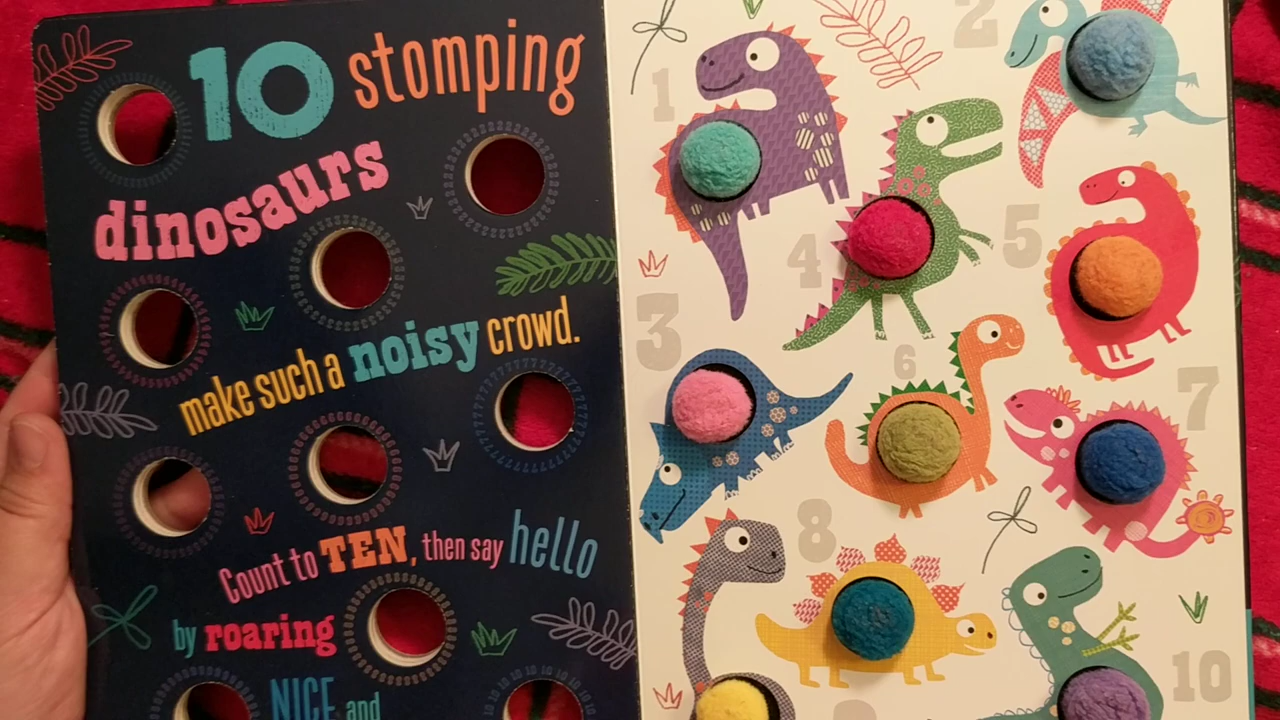 10 stomping
dinosaurs
make such a noisy crowd.
Count to TEN, then say hello
by roaring
NICE and
1
2
3
4
5
6
7
8
10